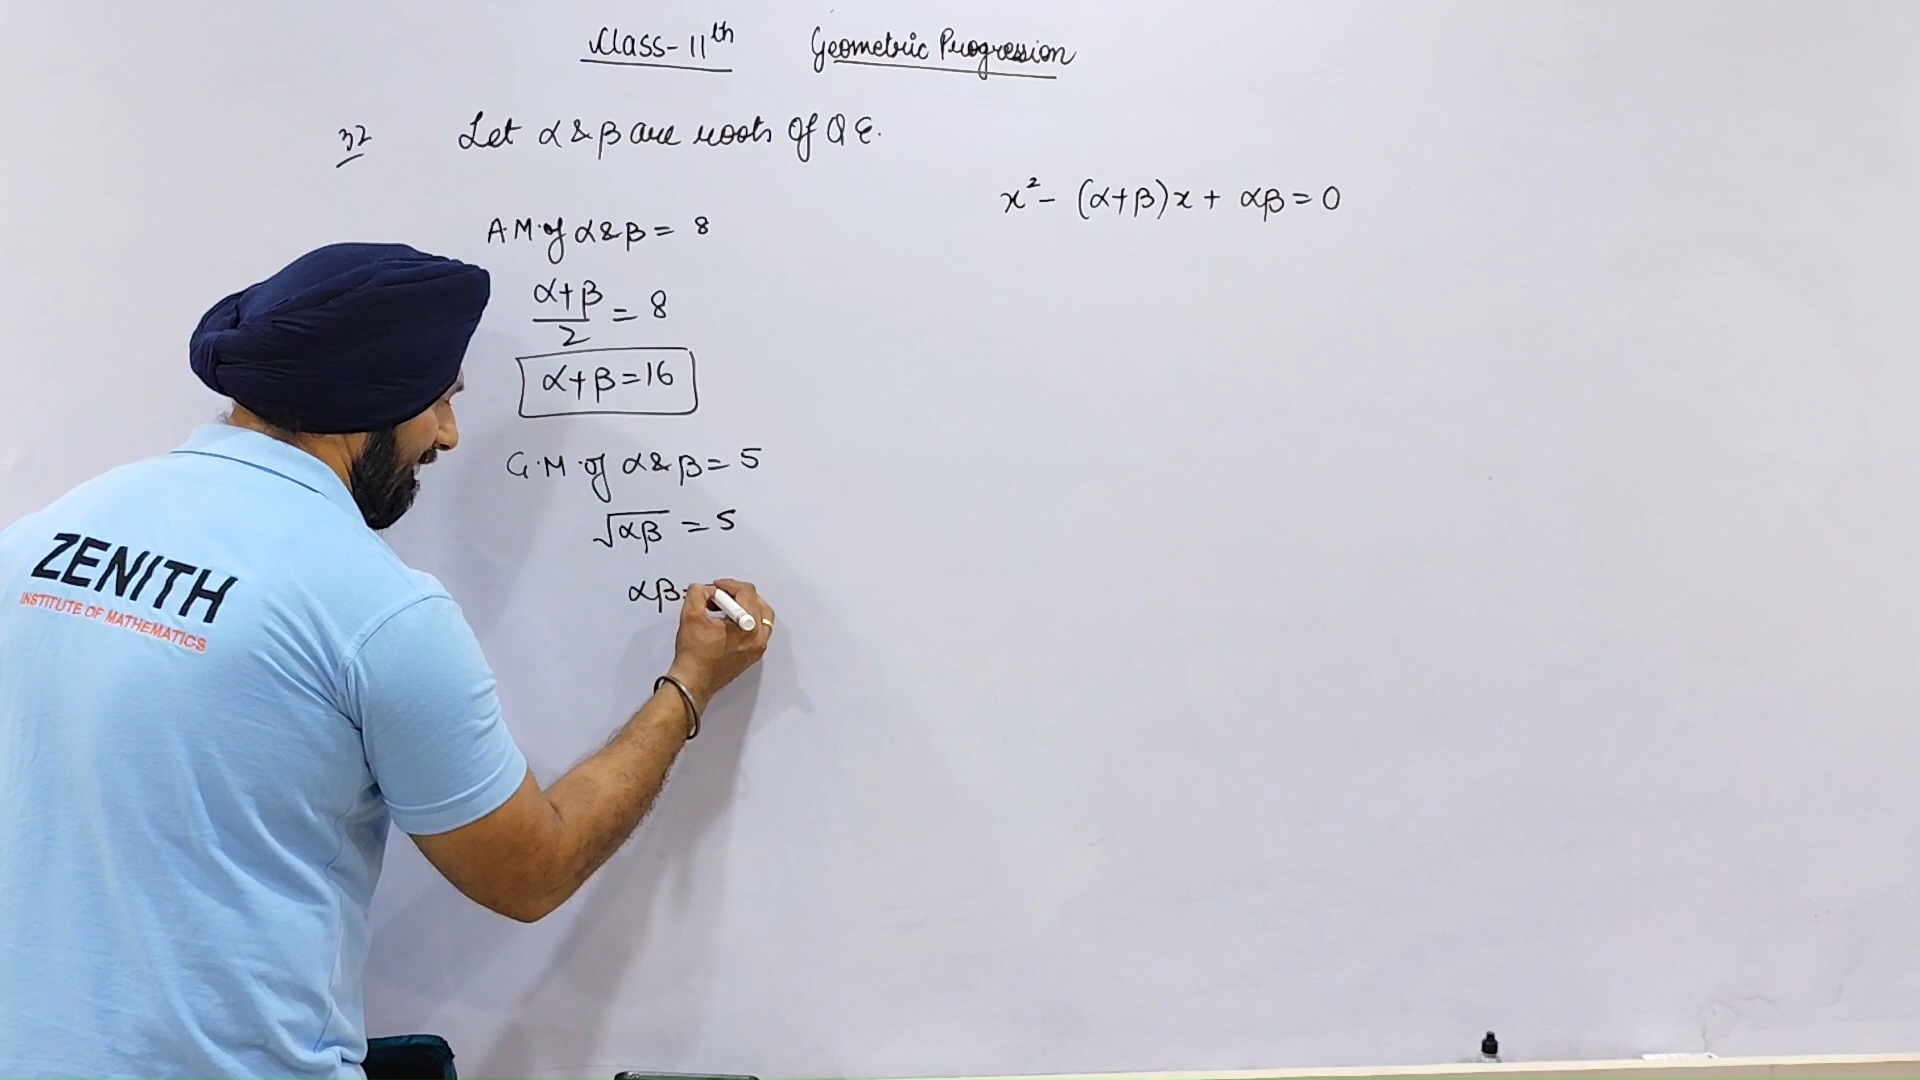 Class-11th Geometric Progression
32 Let α & β are roots of Q E.
x² - (α+β)x + αβ = 0
A.M. of α & β = 8
α+β/2 = 8
α+β=16
G.M. of α & β = 5
√αβ = 5
αβ=
ZENITH
INSTITUTE OF MATHEMATICS